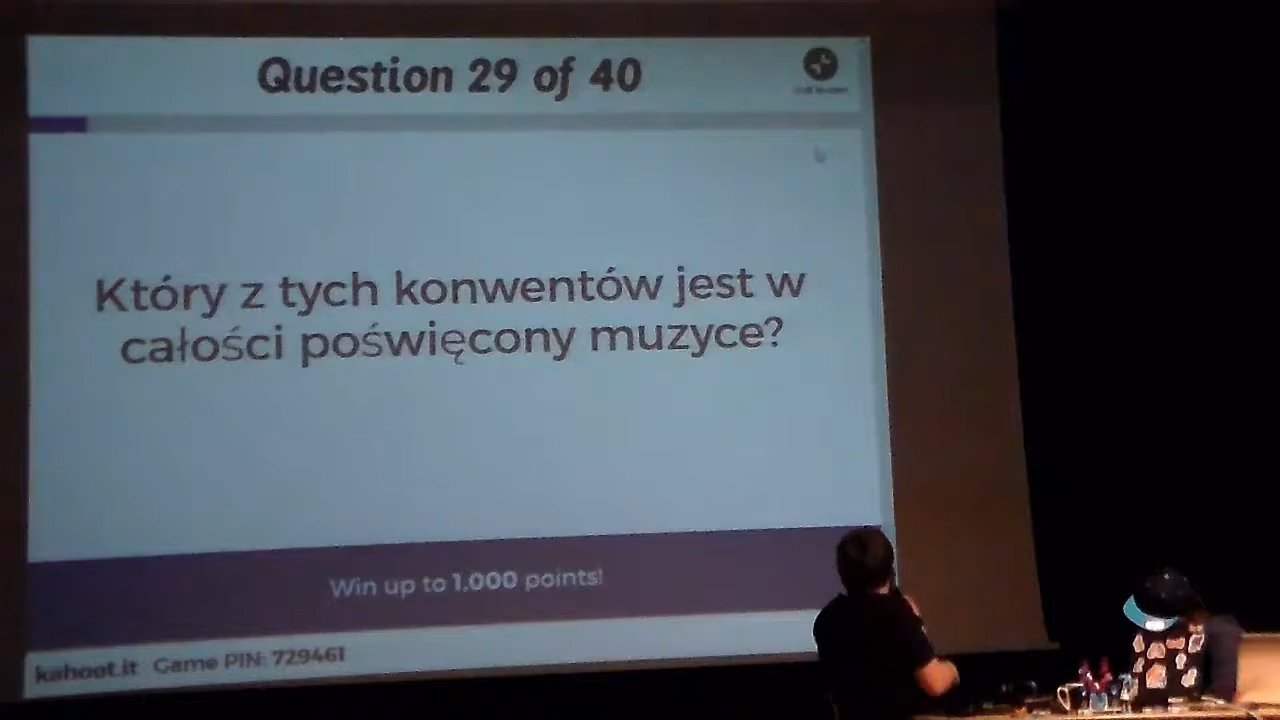 Question 29 of 40
Który z tych konwentów jest w
całości poświęcony muzyce?
Win up to 1.000 points!
kahoot.it Game PIN: 729461